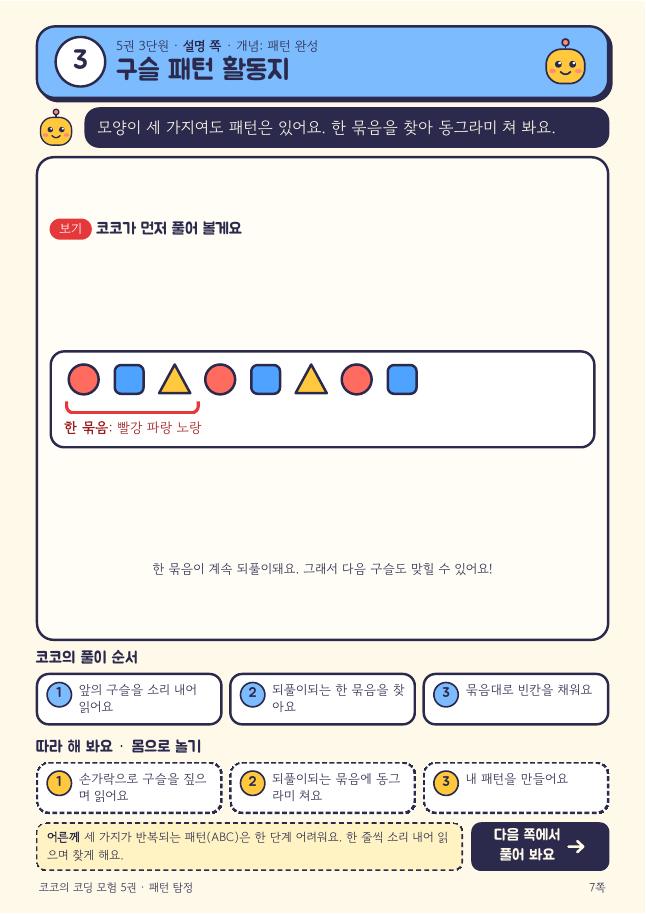 3
5권 3단원 · 설명 쪽 · 개념: 패턴 완성
구슬 패턴 활동지
모양이 세 가지여도 패턴은 있어요. 한 묶음을 찾아 동그라미 쳐 봐요.
보기 코코가 먼저 풀어 볼게요
한 묶음: 빨강 파랑 노랑
한 묶음이 계속 되풀이돼요. 그래서 다음 구슬도 맞힐 수 있어요!
코코의 풀이 순서
1 앞의 구슬을 소리 내어
읽어요
2 되풀이되는 한 묶음을 찾
아요
3 묶음대로 빈칸을 채워요
따라 해 봐요 · 몸으로 놀기
1 손가락으로 구슬을 짚으
며 읽어요
2 되풀이되는 묶음에 동그
라미 쳐요
3 내 패턴을 만들어요
어른께 세 가지가 반복되는 패턴(ABC)은 한 단계 어려워요. 한 줄씩 소리 내어 읽
으며 찾게 해요.
다음 쪽에서
풀어 봐요 →
코코의 코딩 모험 5권 · 패턴 탐정
7쪽